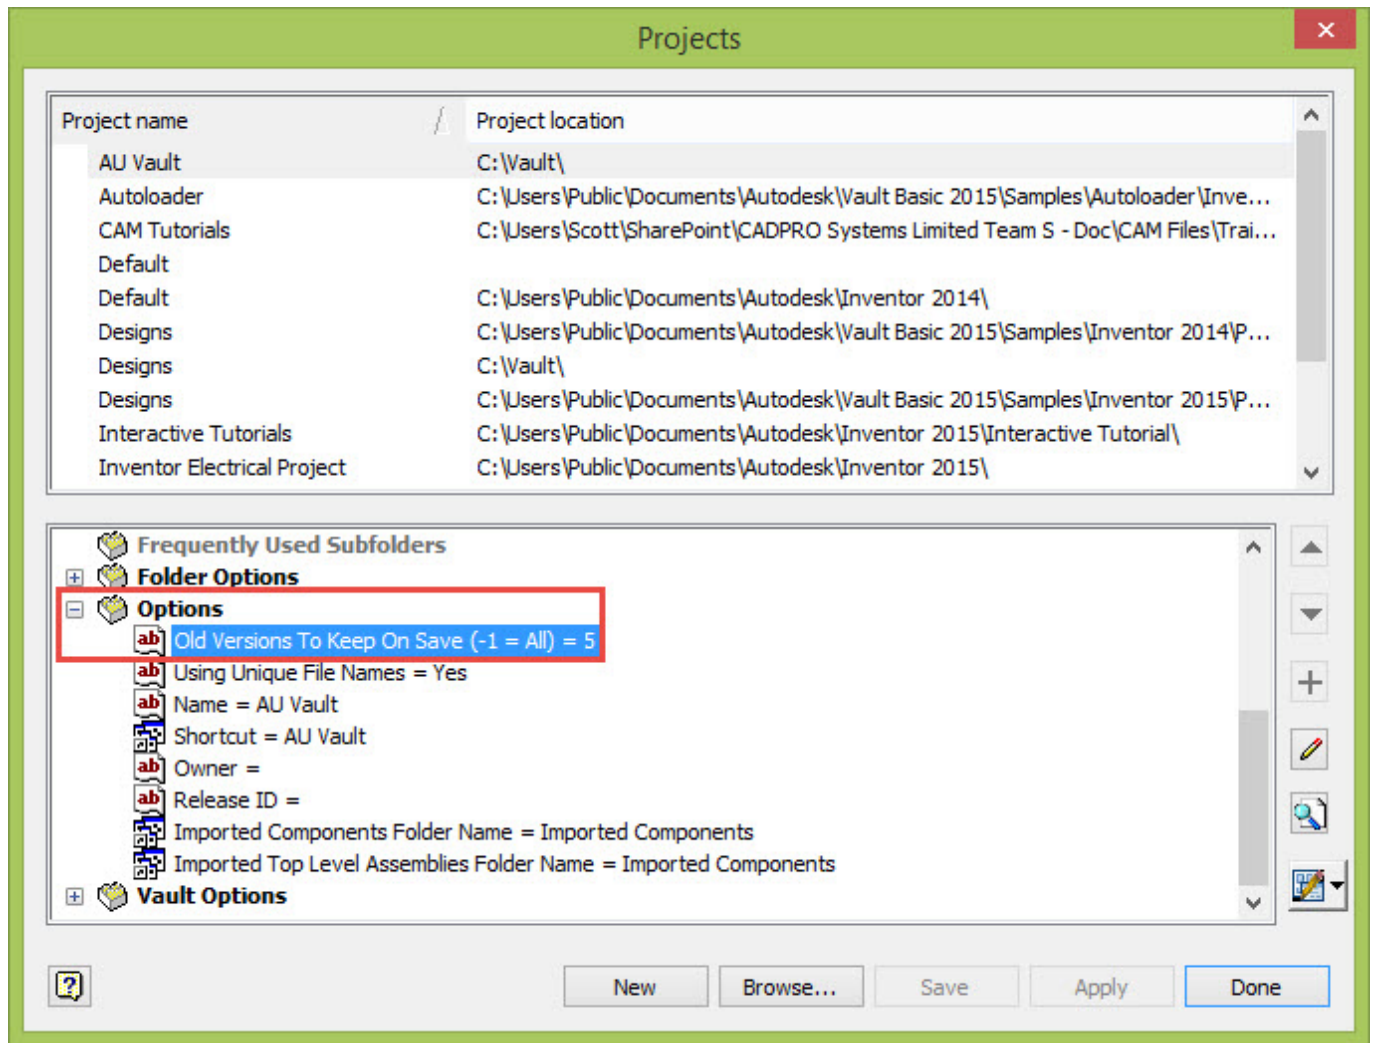 Projects
Project name Project location
AU Vault C:\Vault\
Autoloader C:\Users\Public\Documents\Autodesk\Vault Basic 2015\Samples\Autoloader\Inve...
CAM Tutorials C:\Users\Scott\SharePoint\CADPRO Systems Limited Team S - Doc\CAM Files\Trai...
Default
Default C:\Users\Public\Documents\Autodesk\Inventor 2014\
Designs C:\Users\Public\Documents\Autodesk\Vault Basic 2015\Samples\Inventor 2014\P...
Designs C:\Vault\
Designs C:\Users\Public\Documents\Autodesk\Vault Basic 2015\Samples\Inventor 2015\P...
Interactive Tutorials C:\Users\Public\Documents\Autodesk\Inventor 2015\Interactive Tutorial\
Inventor Electrical Project C:\Users\Public\Documents\Autodesk\Inventor 2015\
Frequently Used Subfolders
Folder Options
Options
ab Old Versions To Keep On Save (-1 = All) = 5
ab Using Unique File Names = Yes
ab Name = AU Vault
Shortcut = AU Vault
ab Owner =
ab Release ID =
Imported Components Folder Name = Imported Components
Imported Top Level Assemblies Folder Name = Imported Components
Vault Options
? New Browse... Save Apply Done